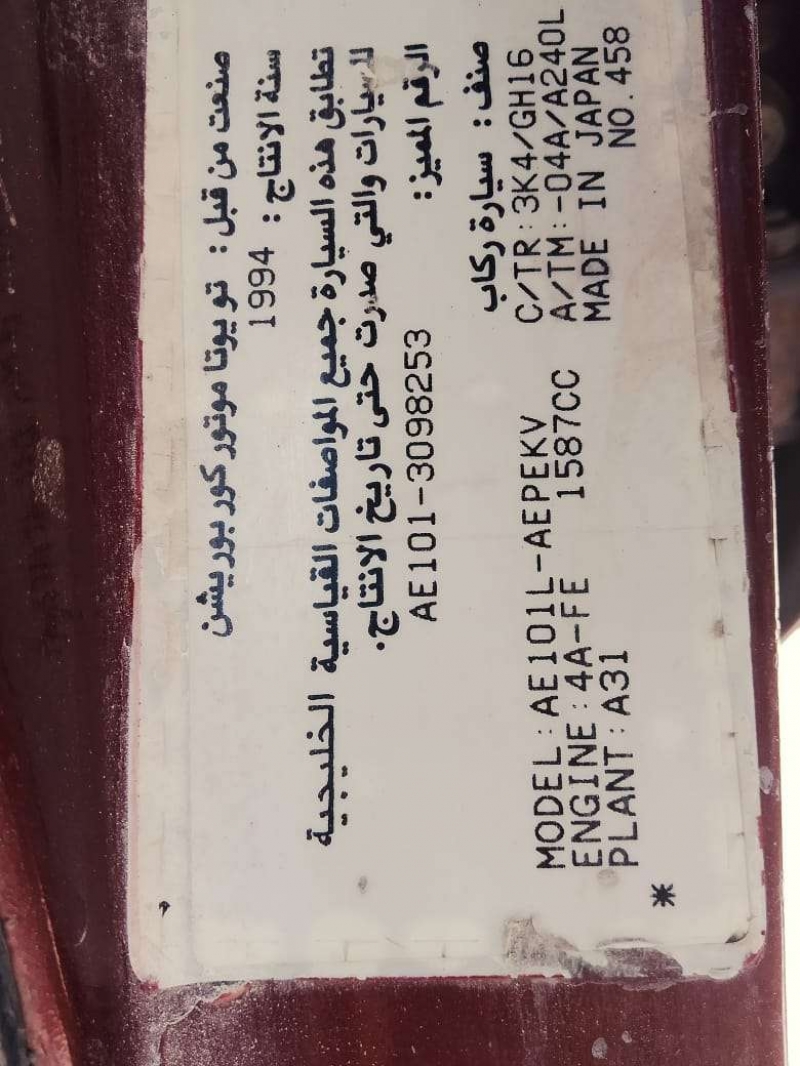 صنعت من قبل : تويوتا موتور كوربوريشن
سنة الانتاج : 1994
تطابق هذه السيارة جميع المواصفات القياسية الخليجية
للسيارات والتي صدرت حتى تاريخ الانتاج.
الرقم المميز : AE101-3098253
صنف : سيارة ركاب
MODEL:AE101L-AEPEKV C/TR:3K4/GH16
ENGINE:4A-FE 1587CC A/TM:-04A/A240L
PLANT:A31 MADE IN JAPAN
* NO.458